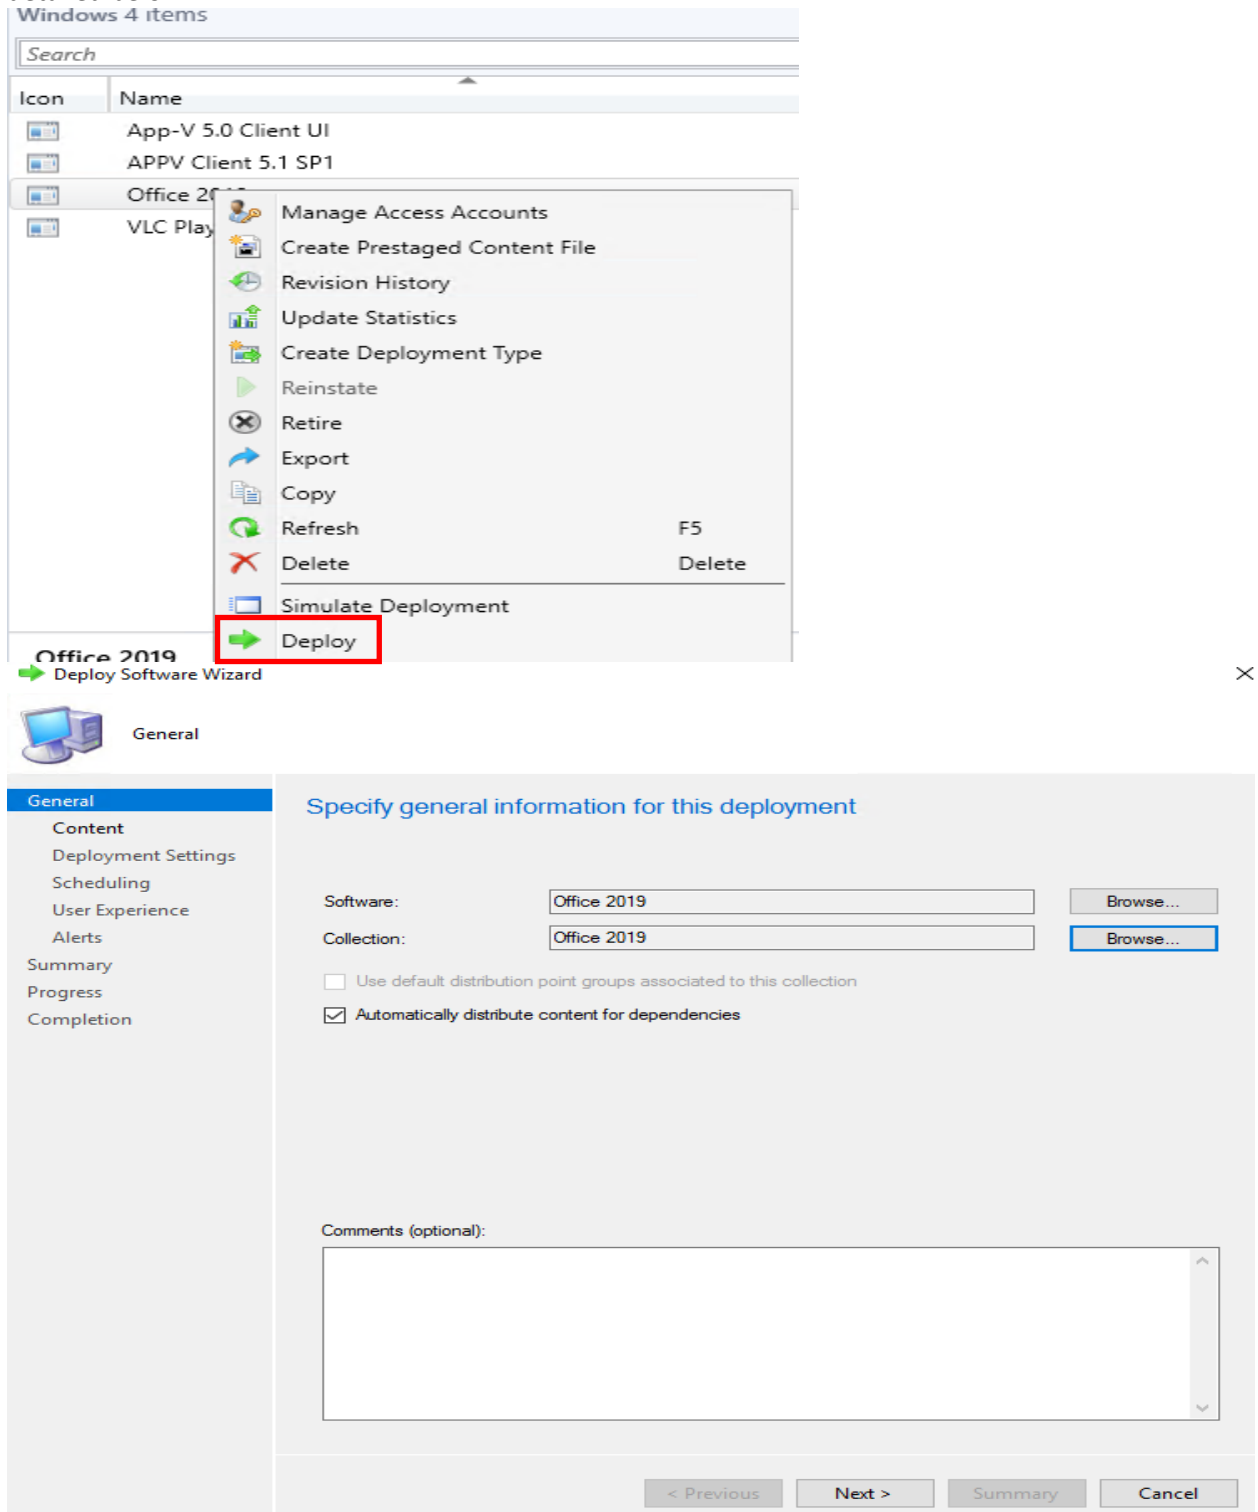 Windows 4 items
Search
Icon Name
App-V 5.0 Client UI
APPV Client 5.1 SP1
Office
VLC Play
Manage Access Accounts
Create Prestaged Content File
Revision History
Update Statistics
Create Deployment Type
Reinstate
Retire
Export
Copy
Refresh F5
Delete Delete
Simulate Deployment
Deploy
Office 2019
Deploy Software Wizard
General
General
Content
Deployment Settings
Scheduling
User Experience
Alerts
Summary
Progress
Completion
Specify general information for this deployment
Software: Office 2019 Browse...
Collection: Office 2019 Browse...
Use default distribution point groups associated to this collection
Automatically distribute content for dependencies
Comments (optional):
< Previous Next > Summary Cancel